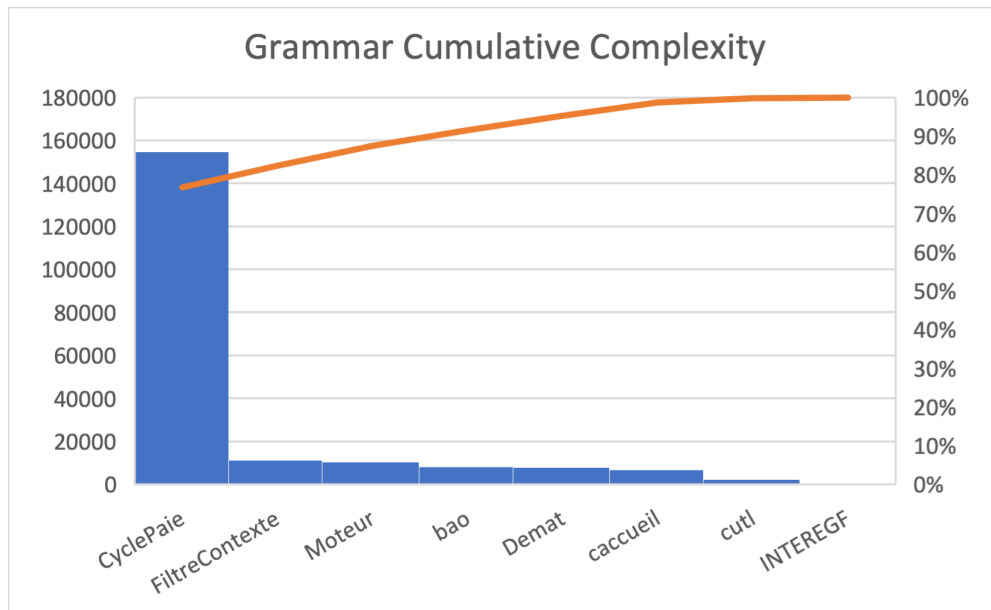 Grammar Cumulative Complexity
180000
160000
140000
120000
100000
80000
60000
40000
20000
0
100%
90%
80%
70%
60%
50%
40%
30%
20%
10%
0%
CyclePaie
FiltreContexte
Moteur
bao
Demat
caccueil
cutl
INTEREGF